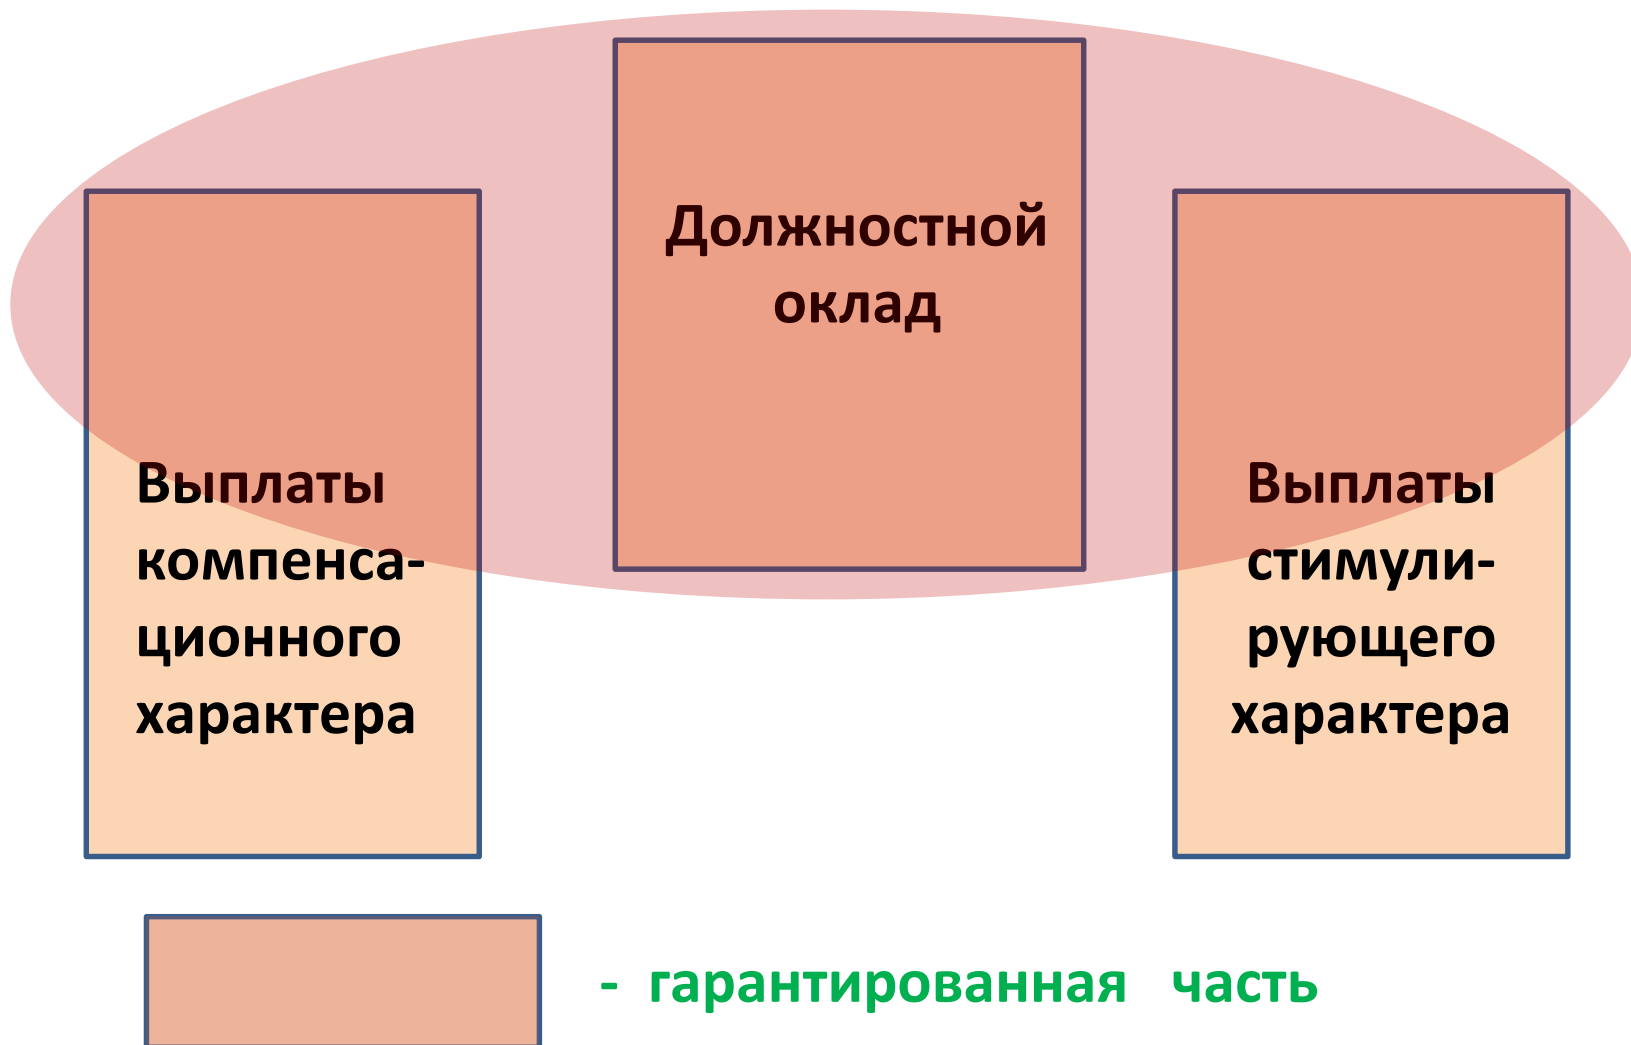 Должностной
оклад
Выплаты
компенса-
ционного
характера
Выплаты
стимули-
рующего
характера
- гарантированная часть